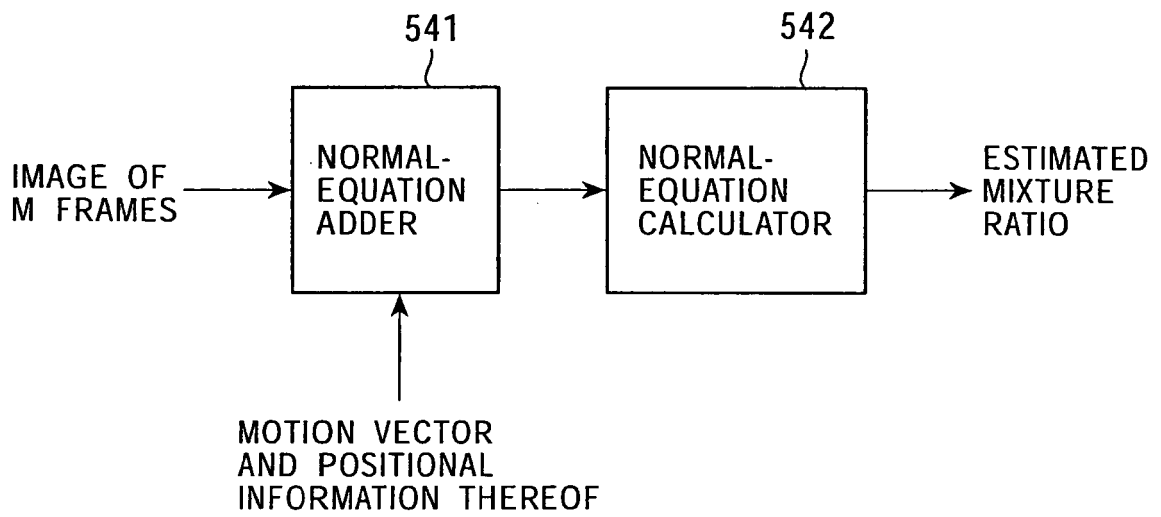 541
542
IMAGE OF
M FRAMES
NORMAL-
EQUATION
ADDER
NORMAL-
EQUATION
CALCULATOR
ESTIMATED
MIXTURE
RATIO
MOTION VECTOR
AND POSITIONAL
INFORMATION THEREOF